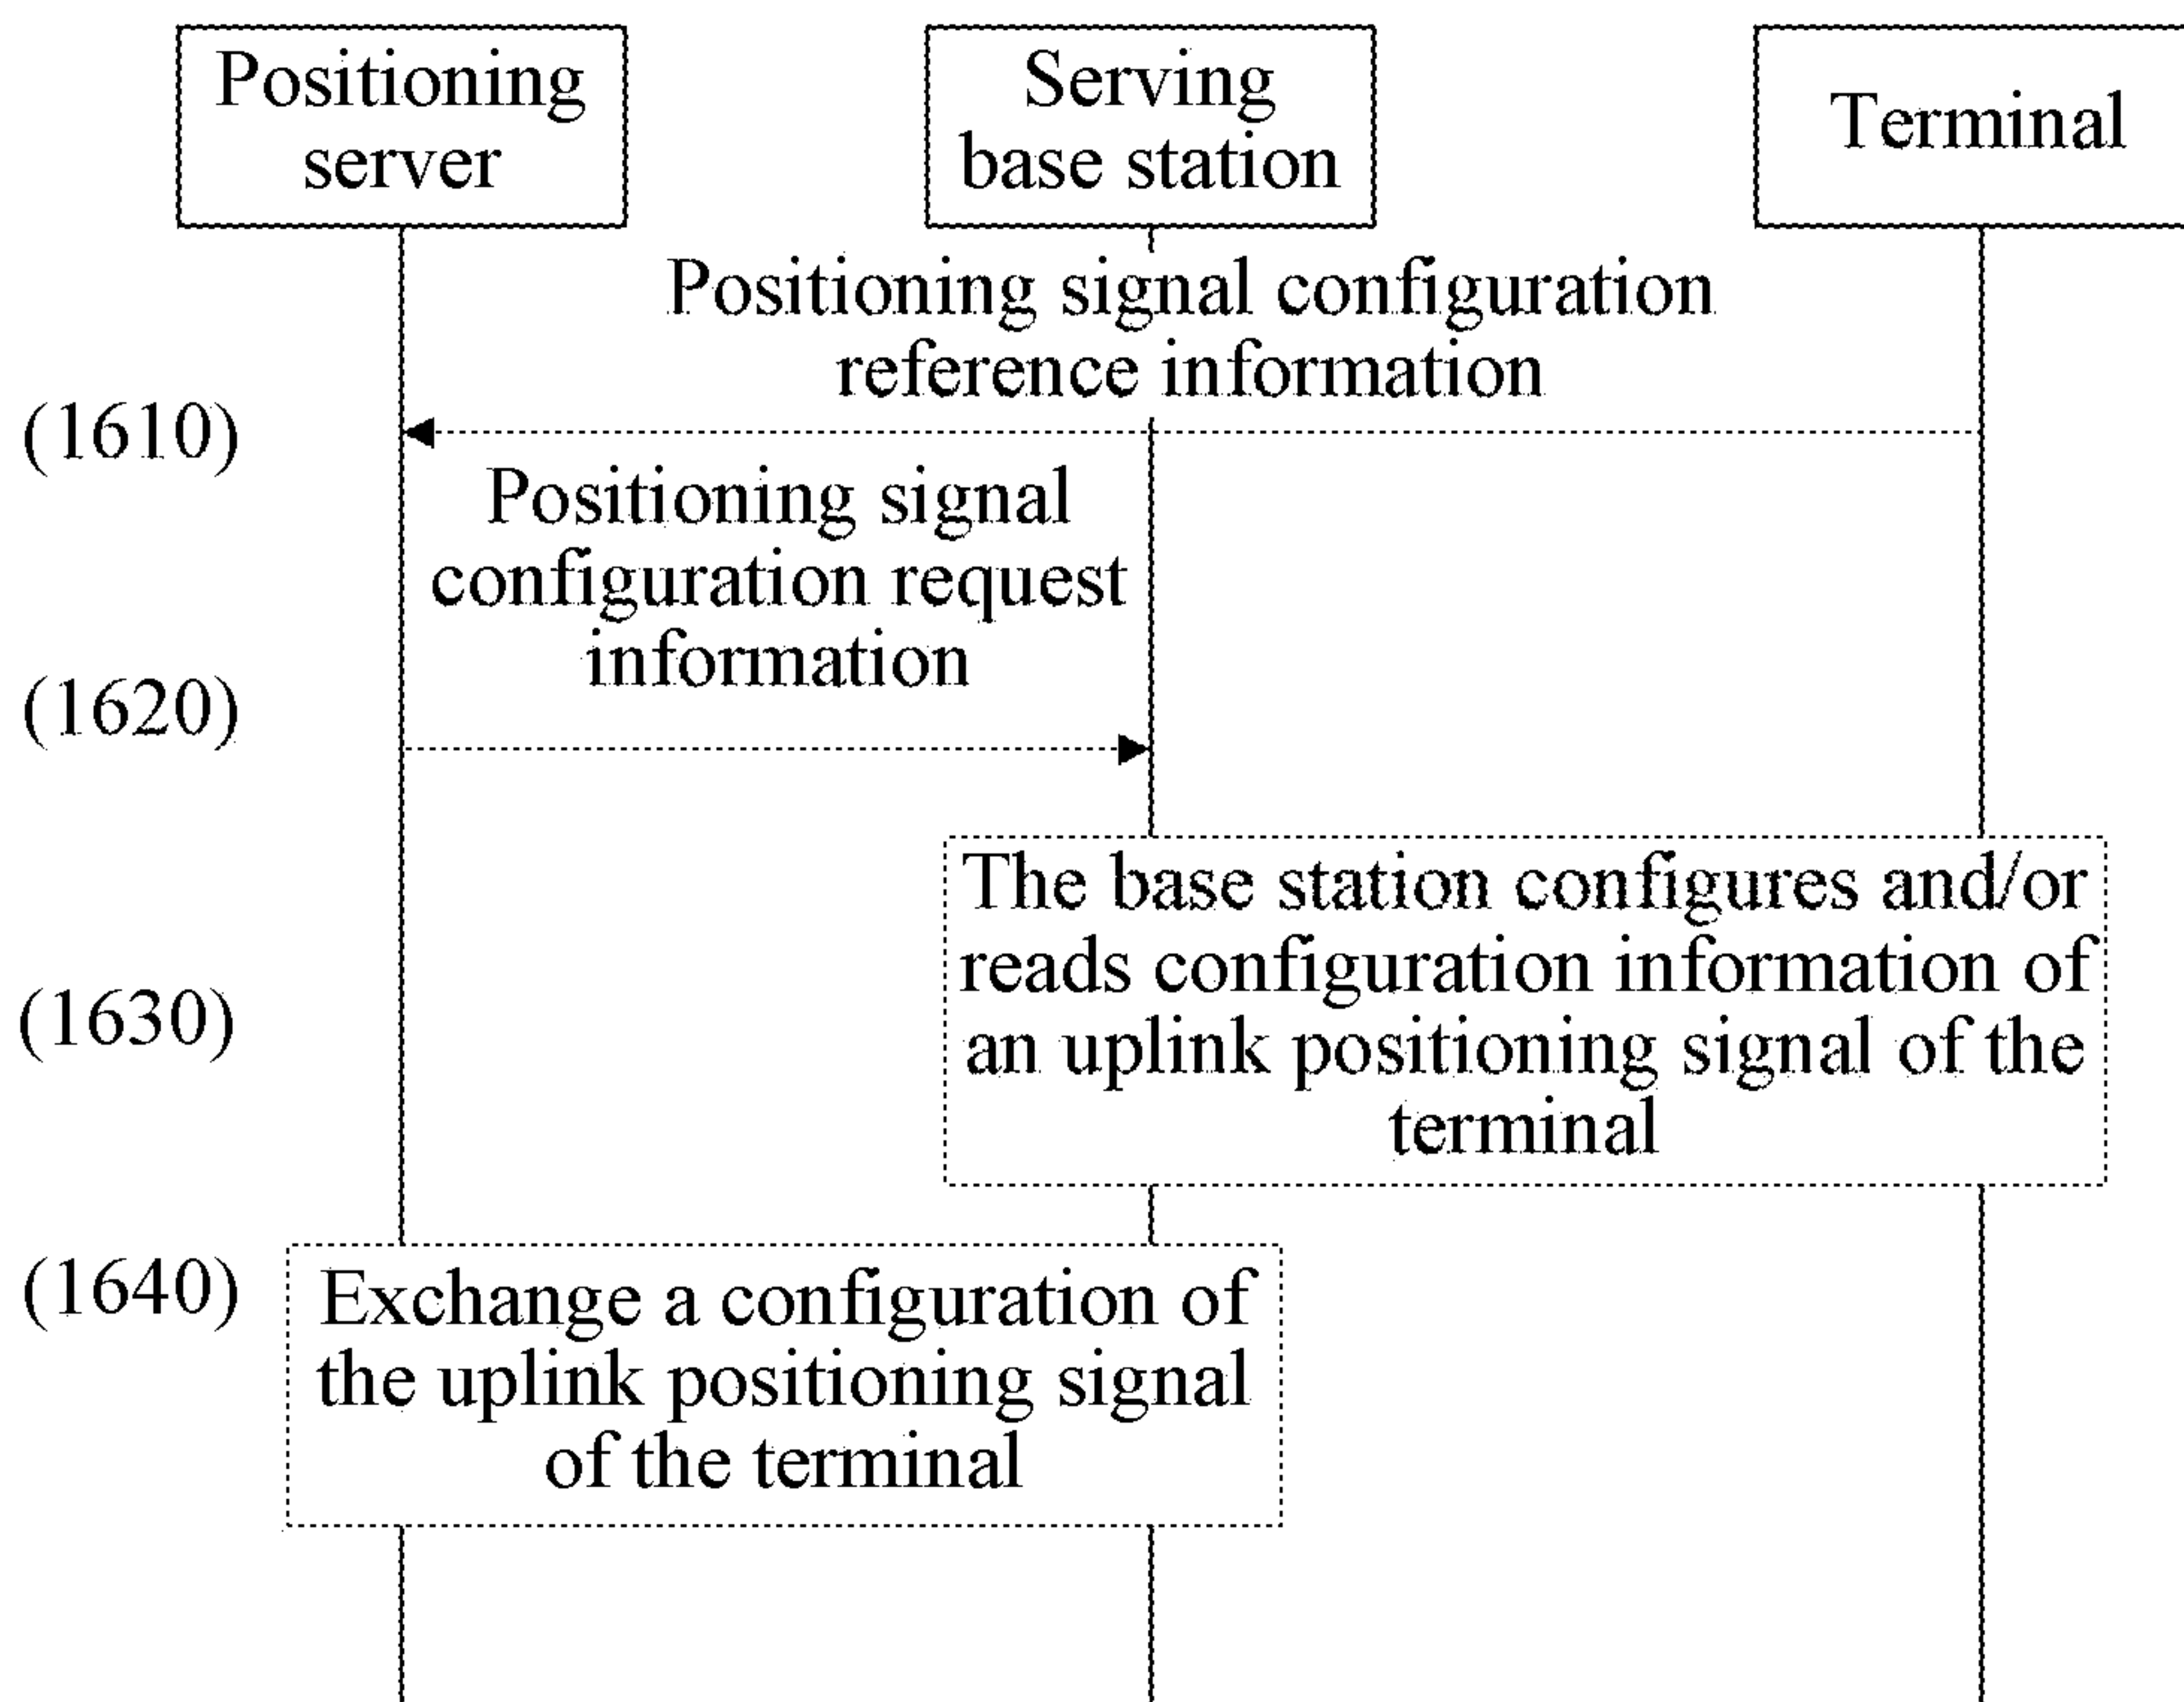 Positioning
server
Serving
base station
Terminal
Positioning signal configuration
reference information
(1610)
Positioning signal
configuration request
information
(1620)
The base station configures and/or
reads configuration information of
an uplink positioning signal of the
terminal
(1630)
(1640)
Exchange a configuration of
the uplink positioning signal
of the terminal